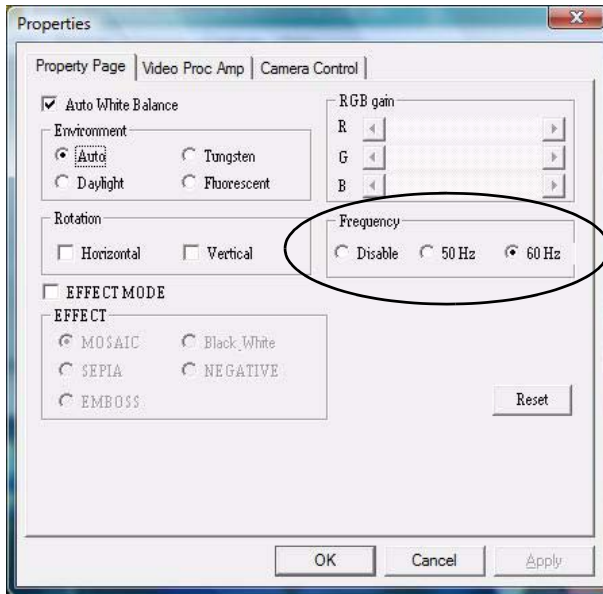 Properties
Property Page Video Proc Amp Camera Control
Auto White Balance
Environment
Auto Tungsten
Daylight Fluorescent
RGB gain
R
G
B
Rotation
Horizontal Vertical
Frequency
Disable 50 Hz 60 Hz
EFFECT MODE
EFFECT
MOSAIC Black_White
SEPIA NEGATIVE
EMBOSS
Reset
OK Cancel Apply